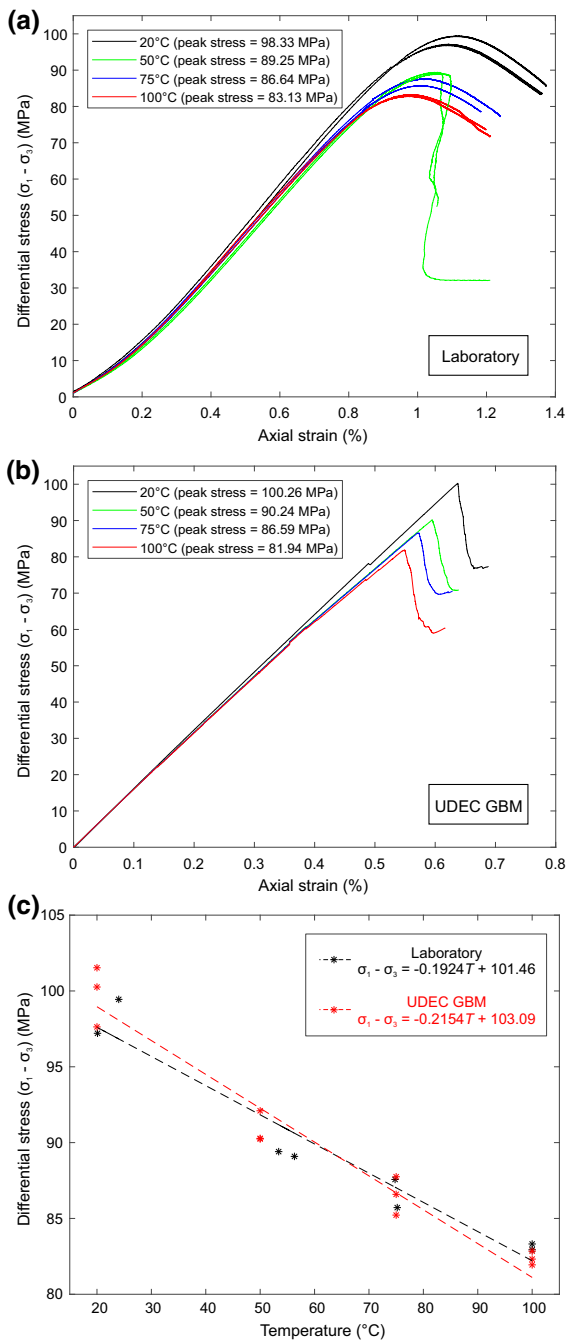 (a)
100
90
80
70
60
50
40
30
20
10
0
Differential stress (σ1 - σ3) (MPa)
20°C (peak stress = 98.33 MPa)
50°C (peak stress = 89.25 MPa)
75°C (peak stress = 86.64 MPa)
100°C (peak stress = 83.13 MPa)
Laboratory
0 0.2 0.4 0.6 0.8 1 1.2 1.4
Axial strain (%)
(b)
100
90
80
70
60
50
40
30
20
10
0
Differential stress (σ1 - σ3) (MPa)
20°C (peak stress = 100.26 MPa)
50°C (peak stress = 90.24 MPa)
75°C (peak stress = 86.59 MPa)
100°C (peak stress = 81.94 MPa)
UDEC GBM
0 0.1 0.2 0.3 0.4 0.5 0.6 0.7 0.8
Axial strain (%)
(c)
105
100
95
90
85
80
Differential stress (σ1 - σ3) (MPa)
Laboratory
σ1 - σ3 = -0.1924T + 101.46
UDEC GBM
σ1 - σ3 = -0.2154T + 103.09
20 30 40 50 60 70 80 90 100
Temperature (°C)